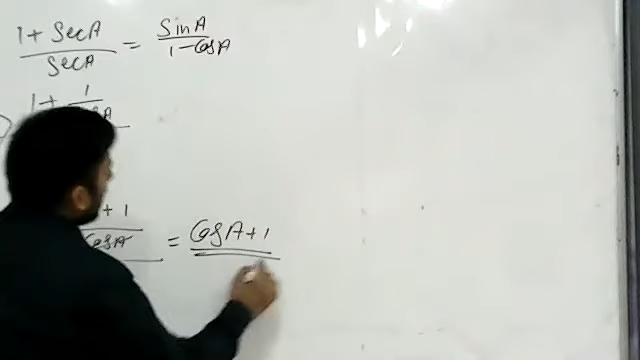 1 + SecA / SecA = SinA / 1 - CosA
1 + 1 / A
+ 1 / CosA = CosA + 1